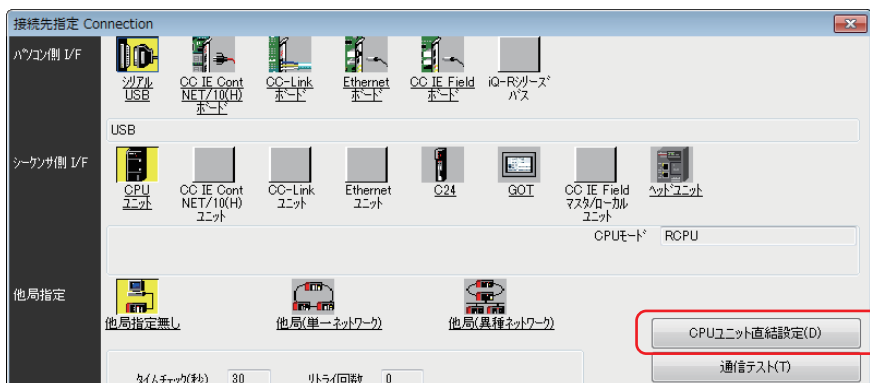 接続先指定 Connection
パソコン側 I/F
シリアル
USB
CC IE Cont
NET/10(H)
ボード
CC-Link
ボード
Ethernet
ボード
CC IE Field
ボード
iQ-Rシリーズ
バス
USB
シーケンサ側 I/F
CPU
ユニット
CC IE Cont
NET/10(H)
ユニット
CC-Link
ユニット
Ethernet
ユニット
C24
GOT
CC IE Field
マスタ/ローカル
ユニット
ヘッドユニット
CPUモード RCPU
他局指定
他局指定無し
他局(単一ネットワーク)
他局(異種ネットワーク)
CPUユニット直結設定(D)
通信テスト(T)
タイムチェック(秒) 30 リトライ回数 0